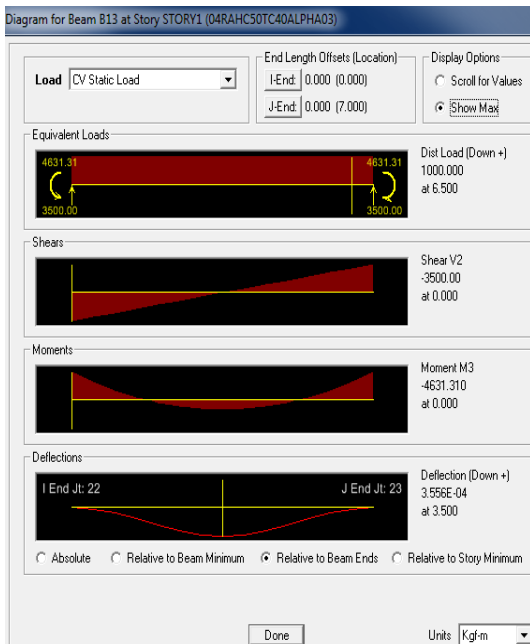 Diagram for Beam B13 at Story STORY1 (04RAHC50TC40ALPHA03)
Load CV Static Load
End Length Offsets (Location)
I-End: 0.000 (0.000)
J-End: 0.000 (7.000)
Display Options
Scroll for Values
Show Max
Equivalent Loads
4631.31 4631.31
3500.00 3500.00
Dist Load (Down +)
1000.000
at 6.500
Shears
Shear V2
-3500.00
at 0.000
Moments
Moment M3
-4631.310
at 0.000
Deflections
I End Jt: 22 J End Jt: 23
Deflection (Down +)
3.556E-04
at 3.500
Absolute Relative to Beam Minimum Relative to Beam Ends Relative to Story Minimum
Done Units Kgf-m